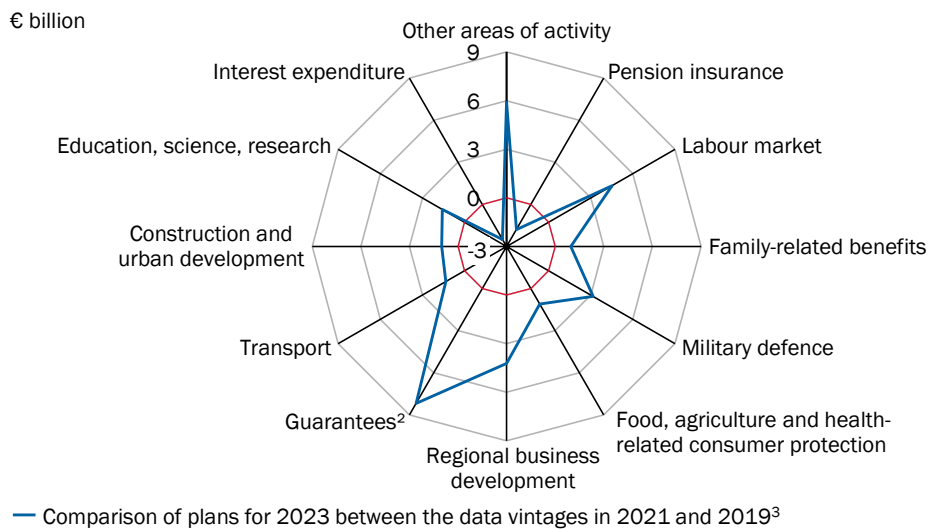 € billion
Other areas of activity
9
Interest expenditure
Pension insurance
6
Education, science, research
3
Labour market
0
Construction and
urban development
-3
Family-related benefits
Transport
Military defence
Guarantees²
Food, agriculture and health-
related consumer protection
Regional business
development
Comparison of plans for 2023 between the data vintages in 2021 and 2019³